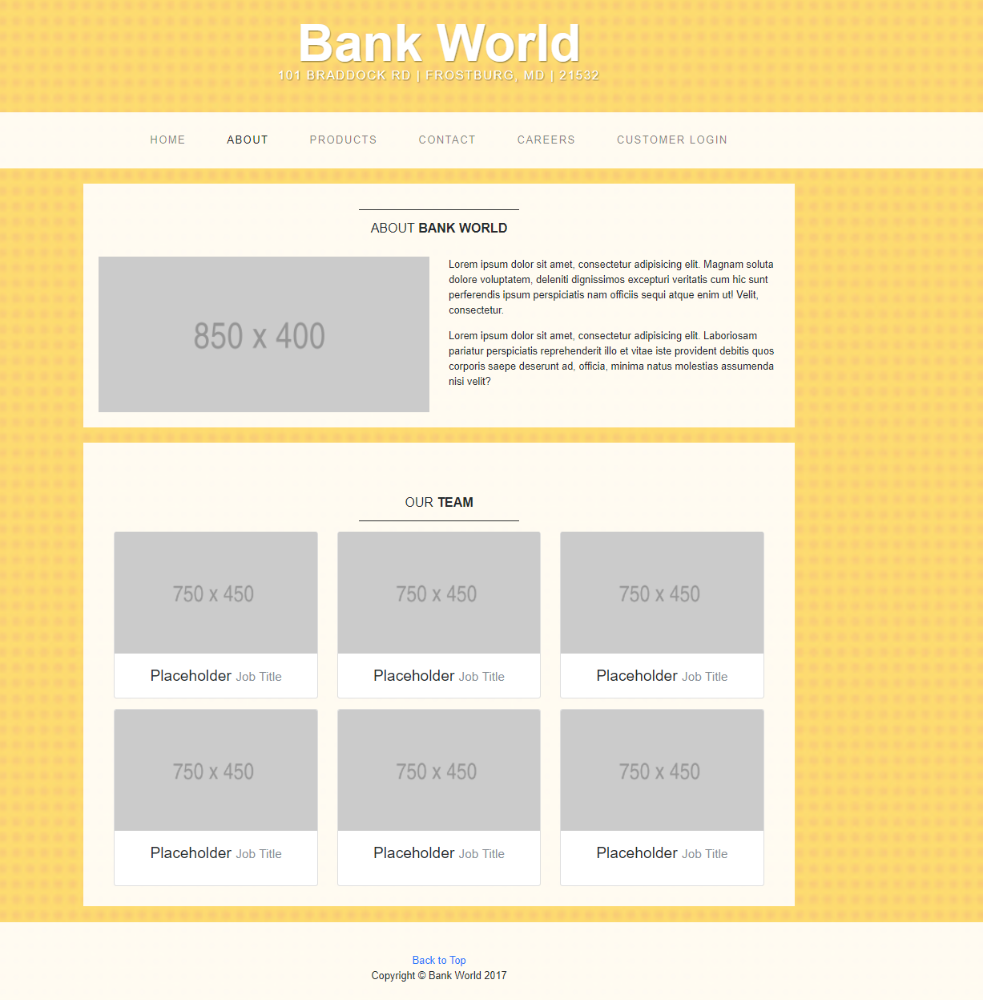 Bank World
101 BRADDOCK RD | FROSTBURG, MD | 21532
HOME ABOUT PRODUCTS CONTACT CAREERS CUSTOMER LOGIN
ABOUT BANK WORLD
850 x 400
Lorem ipsum dolor sit amet, consectetur adipisicing elit. Magnam soluta
dolore voluptatem, deleniti dignissimos excepturi veritatis cum hic sunt
perferendis ipsum perspiciatis nam officiis sequi atque enim ut! Velit,
consectetur.
Lorem ipsum dolor sit amet, consectetur adipisicing elit. Laboriosam
pariatur perspiciatis reprehenderit illo et vitae iste provident debitis quos
corporis saepe deserunt ad, officia, minima natus molestias assumenda
nisi velit?
OUR TEAM
750 x 450 750 x 450 750 x 450
Placeholder Job Title Placeholder Job Title Placeholder Job Title
750 x 450 750 x 450 750 x 450
Placeholder Job Title Placeholder Job Title Placeholder Job Title
Back to Top
Copyright © Bank World 2017